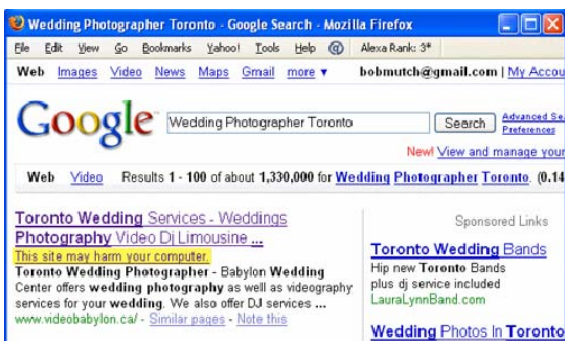 Wedding Photographer Toronto - Google Search - Mozilla Firefox
File Edit View Go Bookmarks Yahoo! Tools Help @ Alexa Rank: 3*
Web Images Video News Maps Gmail more ▼ bobmutch@gmail.com | My Accou
Google Wedding Photographer Toronto Search Advanced Se
Preferences
New! View and manage your
Web Video Results 1 - 100 of about 1,330,000 for Wedding Photographer Toronto. (0.14
Toronto Wedding Services - Weddings
Photography Video Dj Limousine ...
This site may harm your computer.
Toronto Wedding Photographer - Babylon Wedding
Center offers wedding photography as well as videography
services for your wedding. We also offer DJ services ...
www.videobabylon.ca/ - Similar pages - Note this
Sponsored Links
Toronto Wedding Bands
Hip new Toronto Bands
plus dj service included
LauraLynnBand.com
Wedding Photos In Toronto